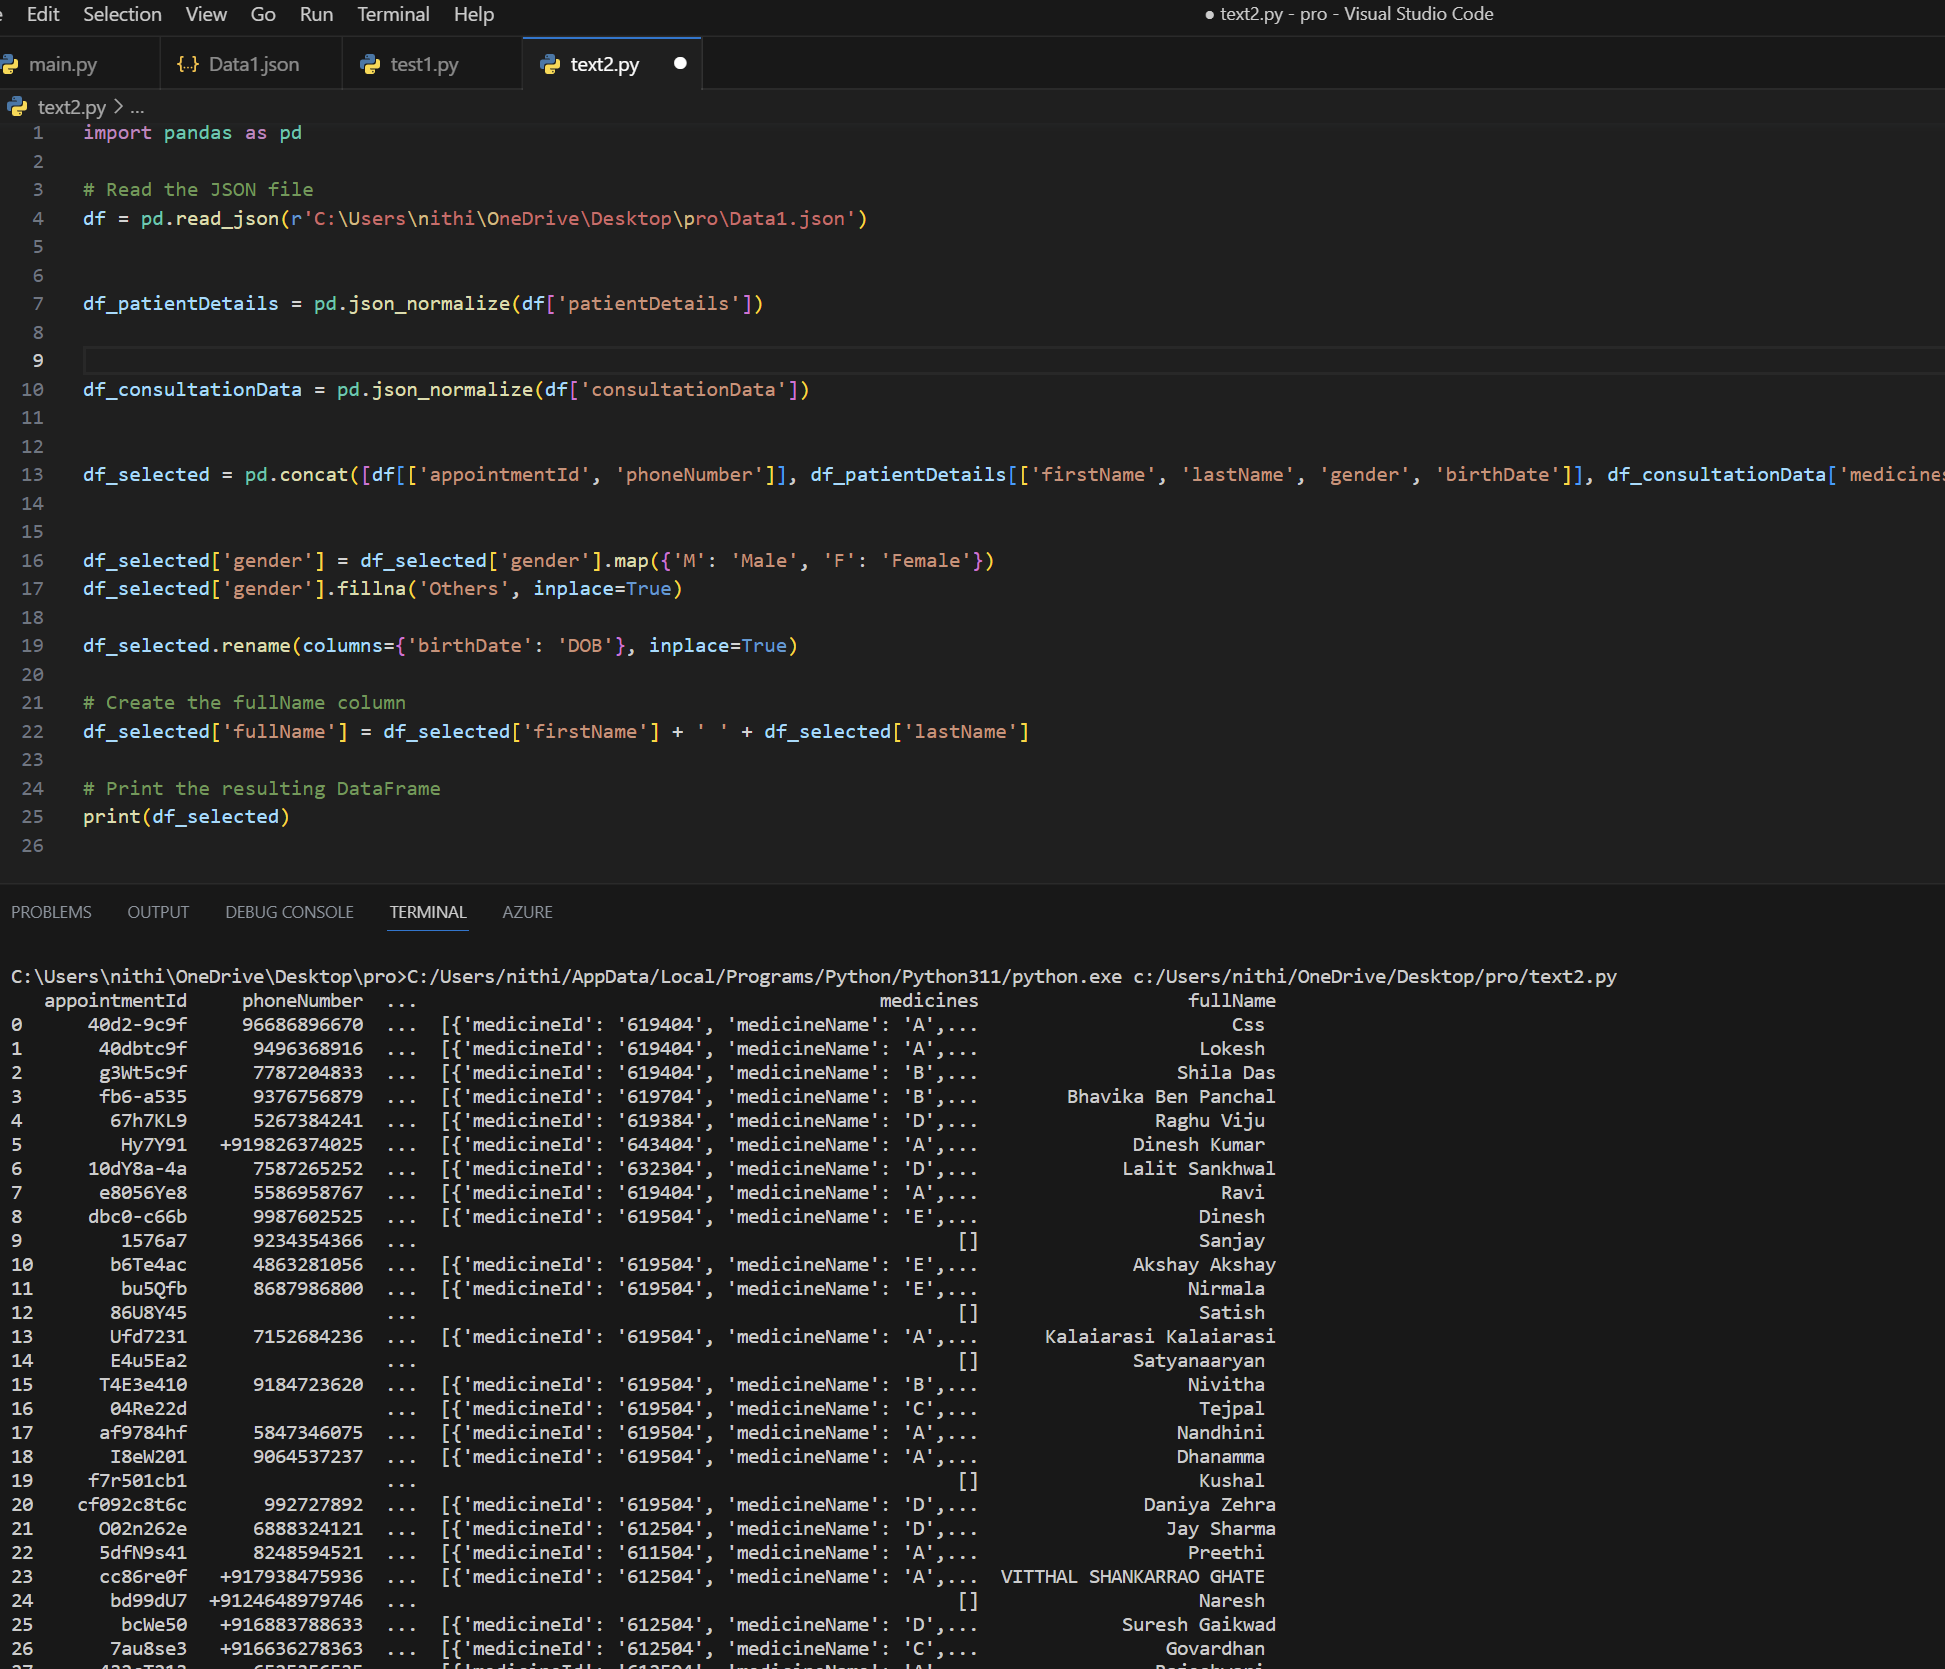 Edit Selection View Go Run Terminal Help ● text2.py - pro - Visual Studio Code
main.py {..} Data1.json test1.py text2.py
text2.py > ...
1 import pandas as pd
2
3 # Read the JSON file
4 df = pd.read_json(r'C:\Users\nithi\OneDrive\Desktop\pro\Data1.json')
5
6
7 df_patientDetails = pd.json_normalize(df['patientDetails'])
8
9
10 df_consultationData = pd.json_normalize(df['consultationData'])
11
12
13 df_selected = pd.concat([df[['appointmentId', 'phoneNumber']], df_patientDetails[['firstName', 'lastName', 'gender', 'birthDate']], df_consultationData['medicines
14
15
16 df_selected['gender'] = df_selected['gender'].map({'M': 'Male', 'F': 'Female'})
17 df_selected['gender'].fillna('Others', inplace=True)
18
19 df_selected.rename(columns={'birthDate': 'DOB'}, inplace=True)
20
21 # Create the fullName column
22 df_selected['fullName'] = df_selected['firstName'] + ' ' + df_selected['lastName']
23
24 # Print the resulting DataFrame
25 print(df_selected)
26
PROBLEMS OUTPUT DEBUG CONSOLE TERMINAL AZURE
C:\Users\nithi\OneDrive\Desktop\pro>C:/Users/nithi/AppData/Local/Programs/Python/Python311/python.exe c:/Users/nithi/OneDrive/Desktop/pro/text2.py
appointmentId phoneNumber ... medicines fullName
0 40d2-9c9f 96686896670 ... [{'medicineId': '619404', 'medicineName': 'A',... Css
1 40dbtc9f 9496368916 ... [{'medicineId': '619404', 'medicineName': 'A',... Lokesh
2 g3Wt5c9f 7787204833 ... [{'medicineId': '619404', 'medicineName': 'B',... Shila Das
3 fb6-a535 9376756879 ... [{'medicineId': '619704', 'medicineName': 'B',... Bhavika Ben Panchal
4 67h7KL9 5267384241 ... [{'medicineId': '619384', 'medicineName': 'D',... Raghu Viju
5 Hy7Y91 +919826374025 ... [{'medicineId': '643404', 'medicineName': 'A',... Dinesh Kumar
6 10dY8a-4a 7587265252 ... [{'medicineId': '632304', 'medicineName': 'D',... Lalit Sankhwal
7 e8056Ye8 5586958767 ... [{'medicineId': '619404', 'medicineName': 'A',... Ravi
8 dbc0-c66b 9987602525 ... [{'medicineId': '619504', 'medicineName': 'E',... Dinesh
9 1576a7 9234354366 ... [] Sanjay
10 b6Te4ac 4863281056 ... [{'medicineId': '619504', 'medicineName': 'E',... Akshay Akshay
11 bu5Qfb 8687986800 ... [{'medicineId': '619504', 'medicineName': 'E',... Nirmala
12 86U8Y45 ... [] Satish
13 Ufd7231 7152684236 ... [{'medicineId': '619504', 'medicineName': 'A',... Kalaiarasi Kalaiarasi
14 E4u5Ea2 ... [] Satyanaaryan
15 T4E3e410 9184723620 ... [{'medicineId': '619504', 'medicineName': 'B',... Nivitha
16 04Re22d ... [{'medicineId': '619504', 'medicineName': 'C',... Tejpal
17 af9784hf 5847346075 ... [{'medicineId': '619504', 'medicineName': 'A',... Nandhini
18 I8eW201 9064537237 ... [{'medicineId': '619504', 'medicineName': 'A',... Dhanamma
19 f7r501cb1 ... [] Kushal
20 cf092c8t6c 992727892 ... [{'medicineId': '619504', 'medicineName': 'D',... Daniya Zehra
21 O02n262e 6888324121 ... [{'medicineId': '612504', 'medicineName': 'D',... Jay Sharma
22 5dfN9s41 8248594521 ... [{'medicineId': '611504', 'medicineName': 'A',... Preethi
23 cc86re0f +917938475936 ... [{'medicineId': '612504', 'medicineName': 'A',... VITTHAL SHANKARRAO GHATE
24 bd99dU7 +9124648979746 ... [] Naresh
25 bcWe50 +916883788633 ... [{'medicineId': '612504', 'medicineName': 'D',... Suresh Gaikwad
26 7au8se3 +916636278363 ... [{'medicineId': '612504', 'medicineName': 'C',... Govardhan